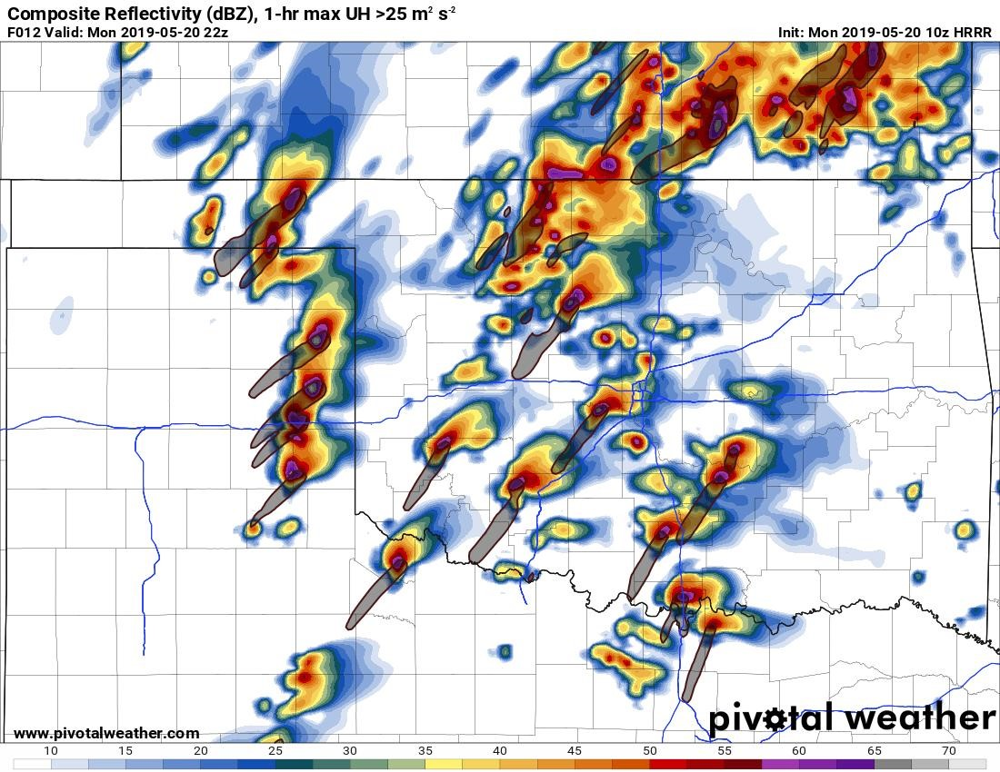 Composite Reflectivity (dBZ), 1-hr max UH >25 m² s⁻²
F012 Valid: Mon 2019-05-20 22z Init: Mon 2019-05-20 10z HRRR
pivotal weather
www.pivotalweather.com
10 15 20 25 30 35 40 45 50 55 60 65 70